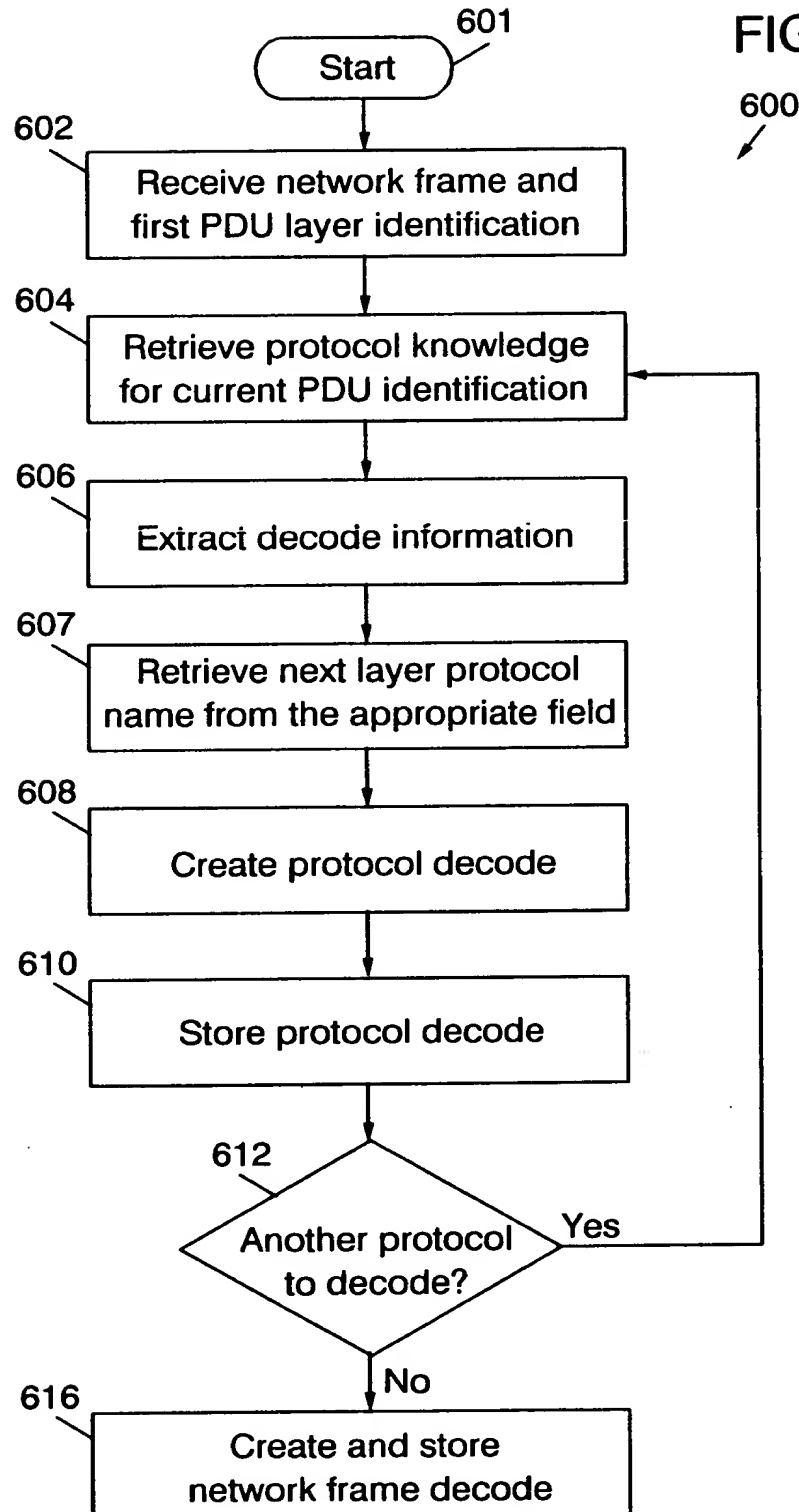 601
FIG
Start
600
602
Receive network frame and
first PDU layer identification
604
Retrieve protocol knowledge
for current PDU identification
606
Extract decode information
607
Retrieve next layer protocol
name from the appropriate field
608
Create protocol decode
610
Store protocol decode
612
Another protocol
to decode?
Yes
No
616
Create and store
network frame decode